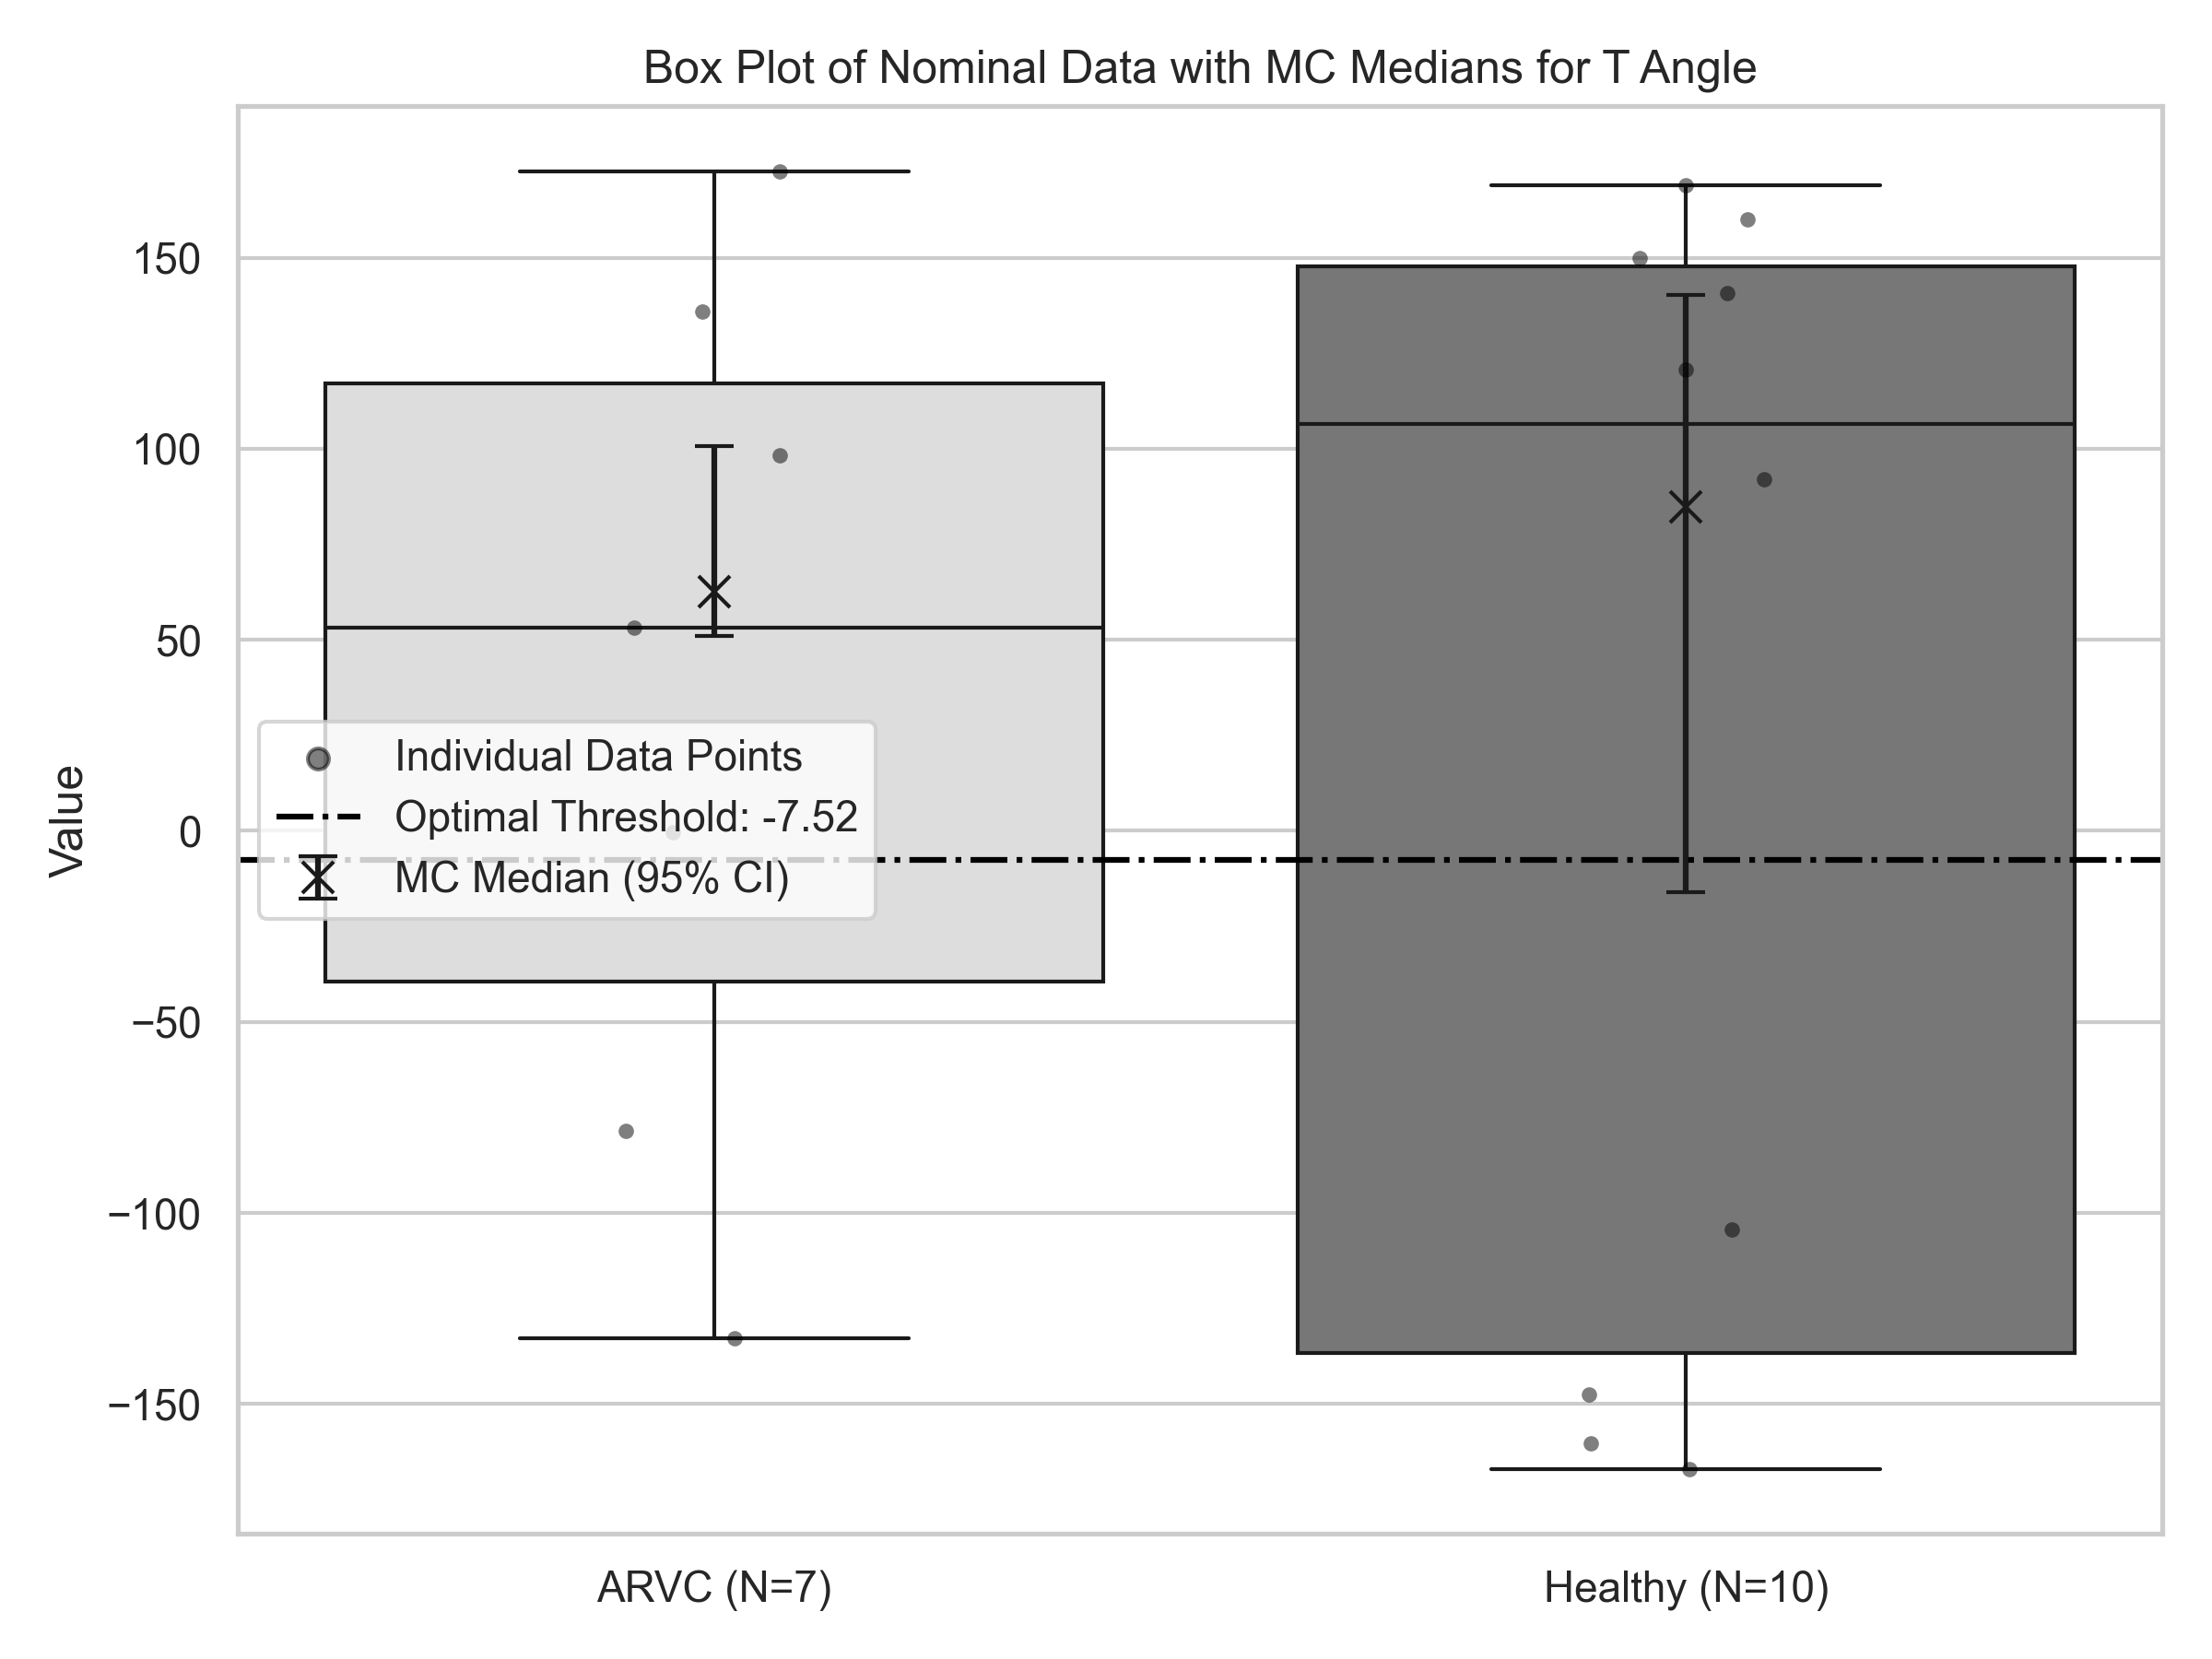 Box Plot of Nominal Data with MC Medians for T Angle
Value
150
100
50
0
−50
−100
−150
Individual Data Points
Optimal Threshold: -7.52
MC Median (95% CI)
ARVC (N=7)
Healthy (N=10)